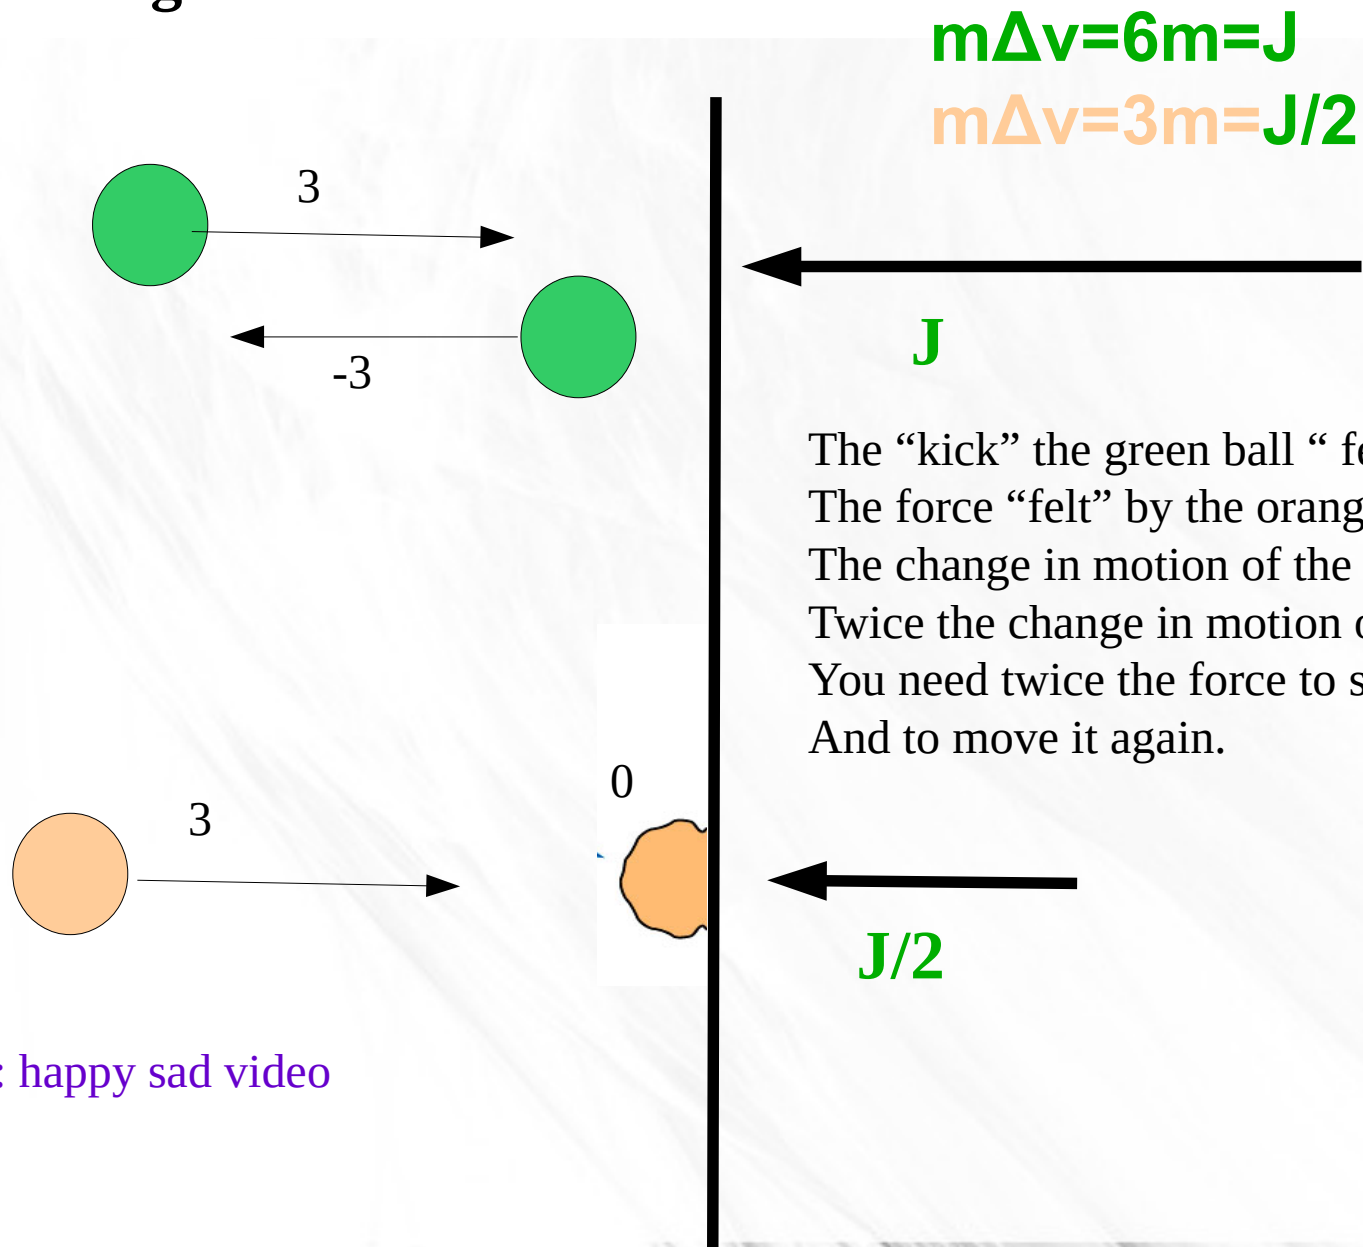 mΔv=6m=J
mΔv=3m=J/2
3
-3
J
The “kick” the green ball “
The force “felt” by the
The change in motion of the
Twice the change in motion
You need twice the force to
And to move it again.
0
3
J/2
: happy sad video